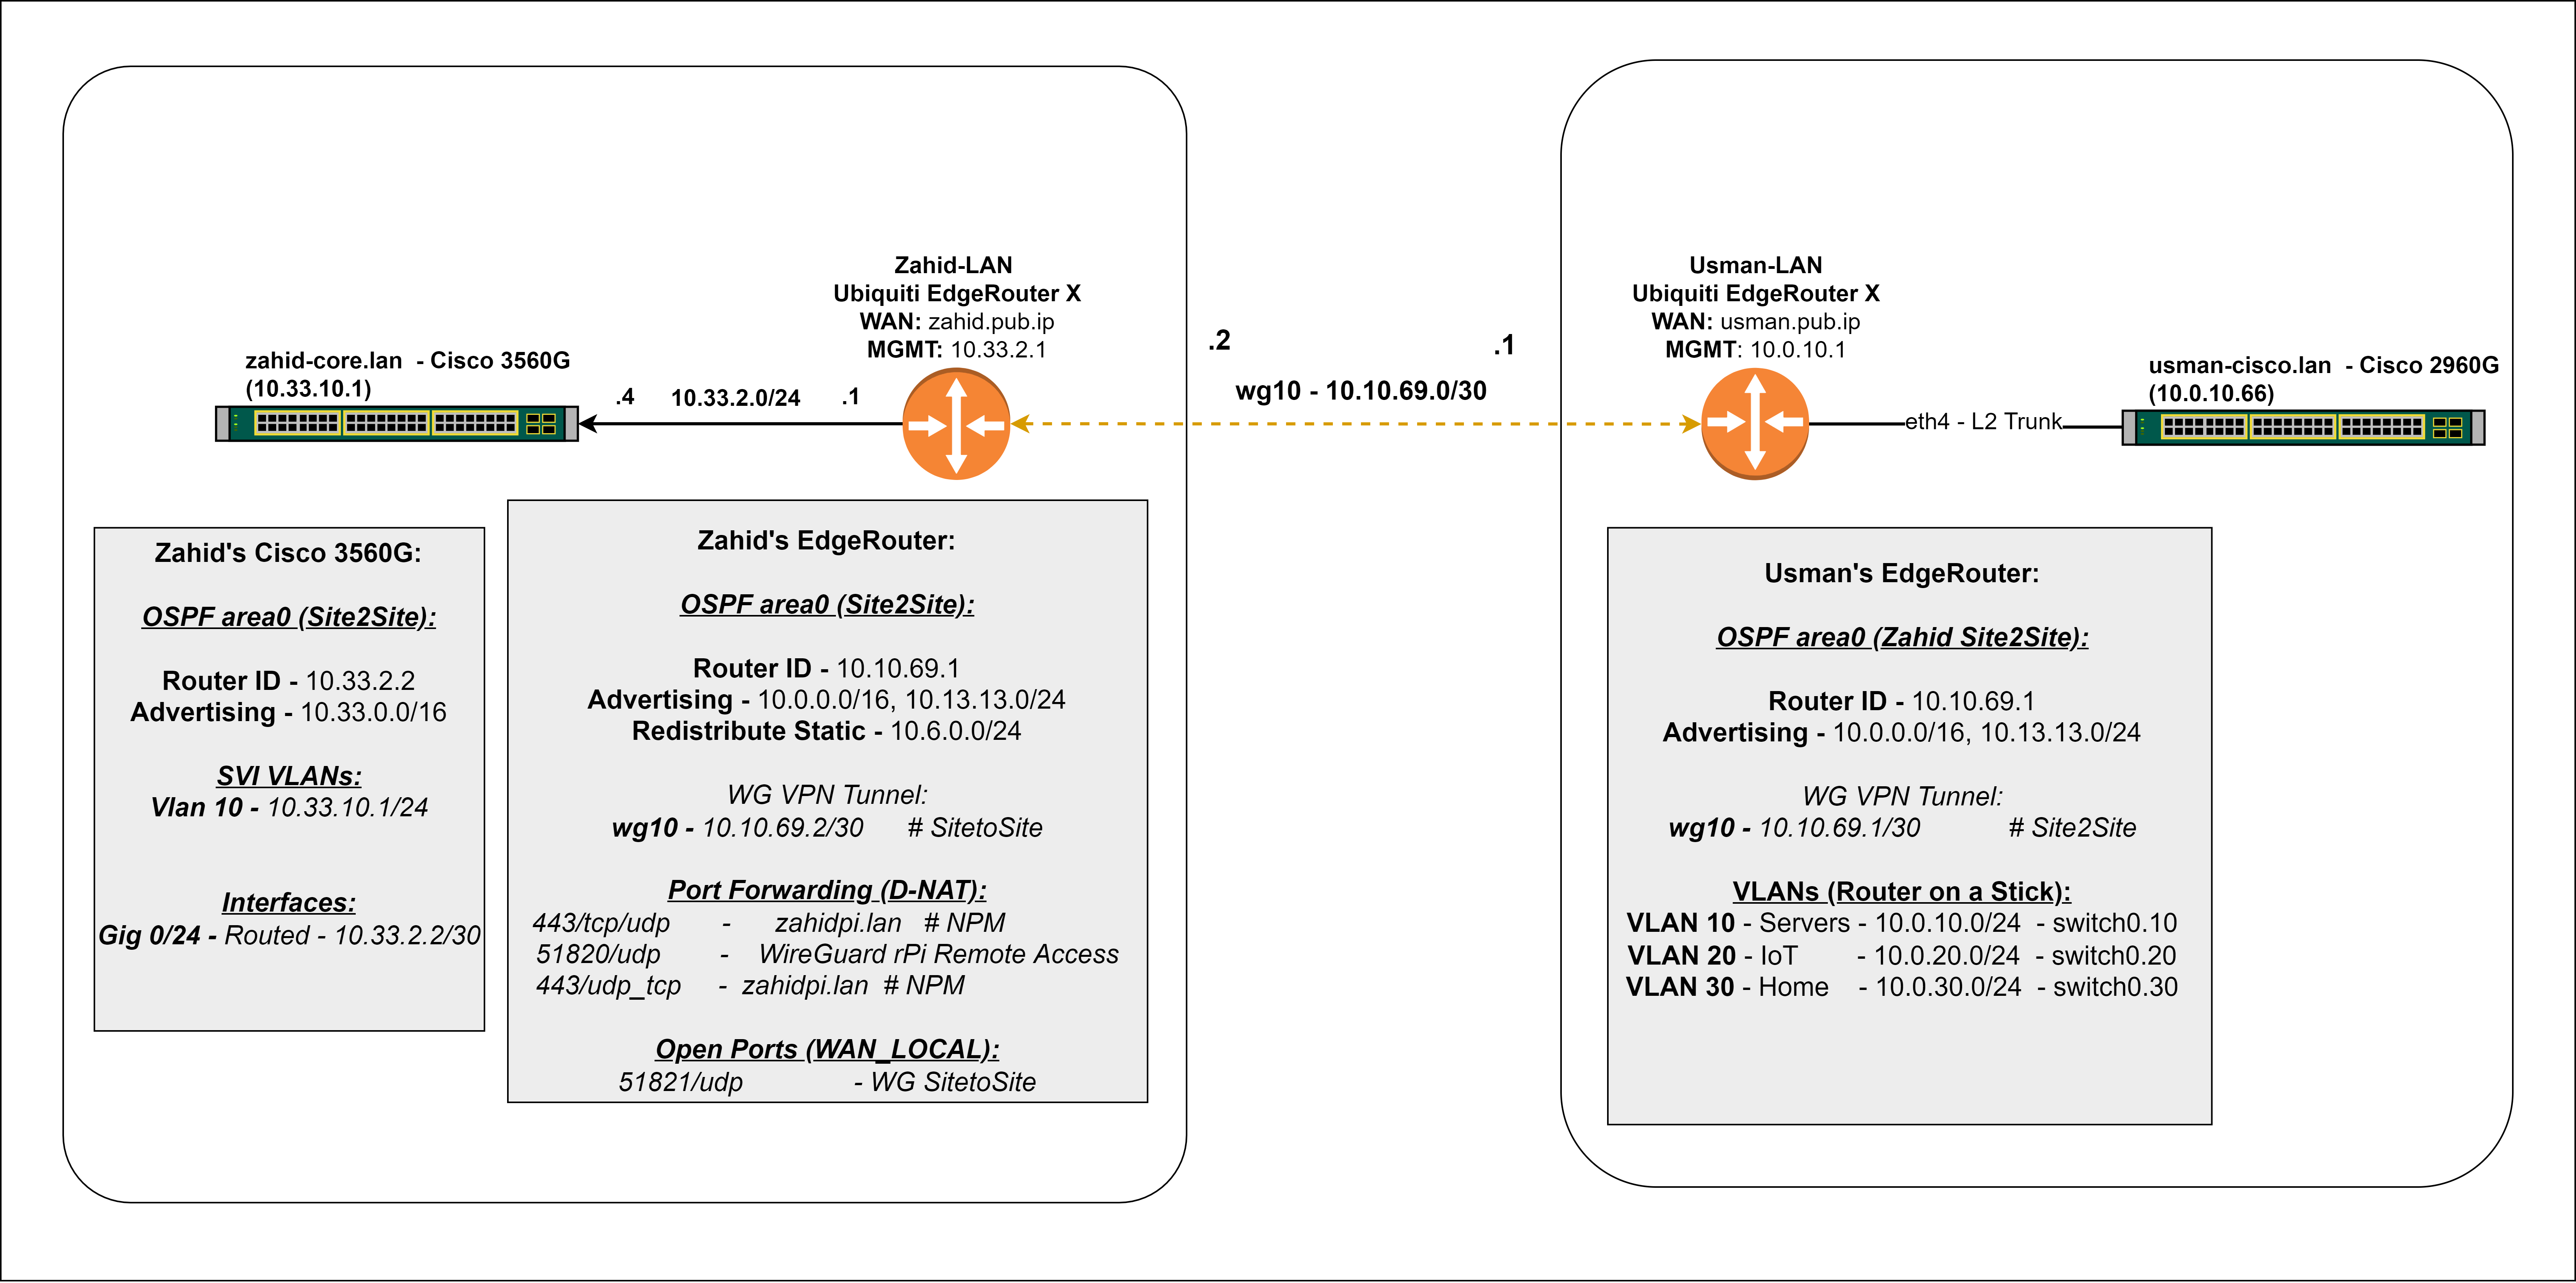 Zahid-LAN
Ubiquiti EdgeRouter X
WAN: zahid.pub.ip
MGMT: 10.33.2.1
zahid-core.lan - Cisco 3560G
(10.33.10.1)
.4 10.33.2.0/24 .1
.2 .1
wg10 - 10.10.69.0/30
Usman-LAN
Ubiquiti EdgeRouter X
WAN: usman.pub.ip
MGMT: 10.0.10.1
eth4 - L2 Trunk
usman-cisco.lan - Cisco 2960G
(10.0.10.66)
Zahid's Cisco 3560G:
OSPF area0 (Site2Site):
Router ID - 10.33.2.2
Advertising - 10.33.0.0/16
SVI VLANs:
Vlan 10 - 10.33.10.1/24
Interfaces:
Gig 0/24 - Routed - 10.33.2.2/30
Zahid's EdgeRouter:
OSPF area0 (Site2Site):
Router ID - 10.10.69.1
Advertising - 10.0.0.0/16, 10.13.13.0/24
Redistribute Static - 10.6.0.0/24
WG VPN Tunnel:
wg10 - 10.10.69.2/30 # SitetoSite
Port Forwarding (D-NAT):
443/tcp/udp - zahidpi.lan # NPM
51820/udp - WireGuard rPi Remote Access
443/udp_tcp - zahidpi.lan # NPM
Open Ports (WAN_LOCAL):
51821/udp - WG SitetoSite
Usman's EdgeRouter:
OSPF area0 (Zahid Site2Site):
Router ID - 10.10.69.1
Advertising - 10.0.0.0/16, 10.13.13.0/24
WG VPN Tunnel:
wg10 - 10.10.69.1/30 # Site2Site
VLANs (Router on a Stick):
VLAN 10 - Servers - 10.0.10.0/24 - switch0.10
VLAN 20 - IoT - 10.0.20.0/24 - switch0.20
VLAN 30 - Home - 10.0.30.0/24 - switch0.30